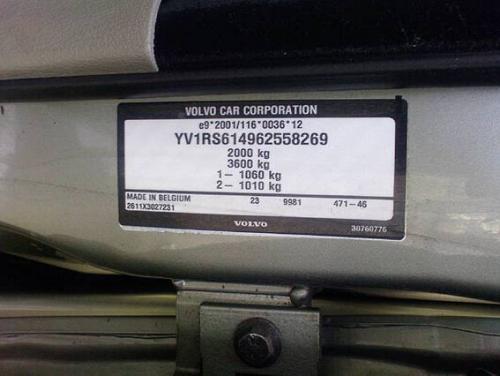 VOLVO CAR CORPORATION
e9*2001/116*0036*12
YV1RS614962558269
2000 kg
3600 kg
1- 1060 kg
2- 1010 kg
MADE IN BELGIUM 23 9981 471-46
2611X3027231
VOLVO 30760776